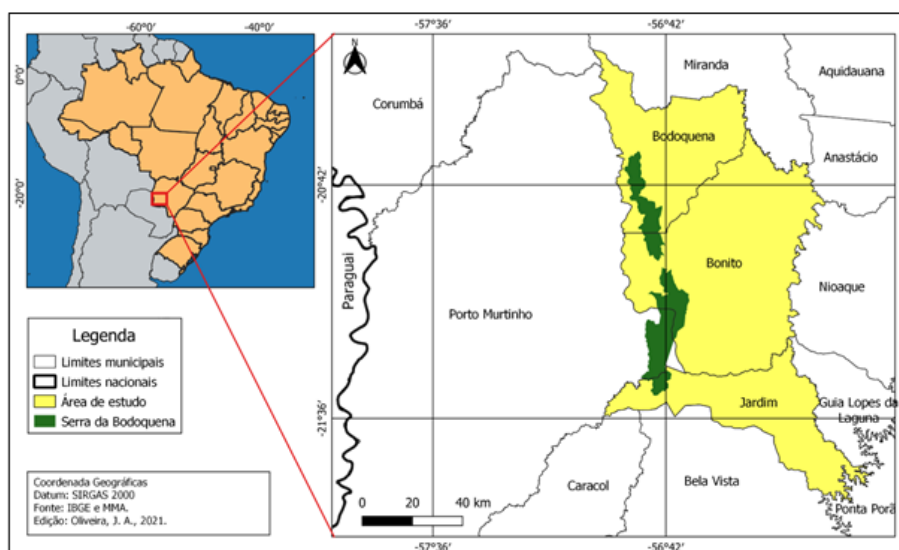 -60°0'
-40°0'
0°0'
-20°0'
-57°36'
-56°42'
N
Miranda
Aquidauana
Corumbá
Bodoquena
Anastácio
-20°42'
Paraguai
Bonito
Nioaque
Porto Murtinho
Legenda
Limites municipais
Limites nacionais
Área de estudo
Serra da Bodoquena
Jardim
Guia Lopes da
Laguna
-21°36'
Coordenada Geográficas
Datum: SIRGAS 2000
Fonte: IBGE e MMA.
Edição: Oliveira, J. A., 2021.
Caracol
Bela Vista
Ponta Porã
0 20 40 km
-57°36'
-56°42'